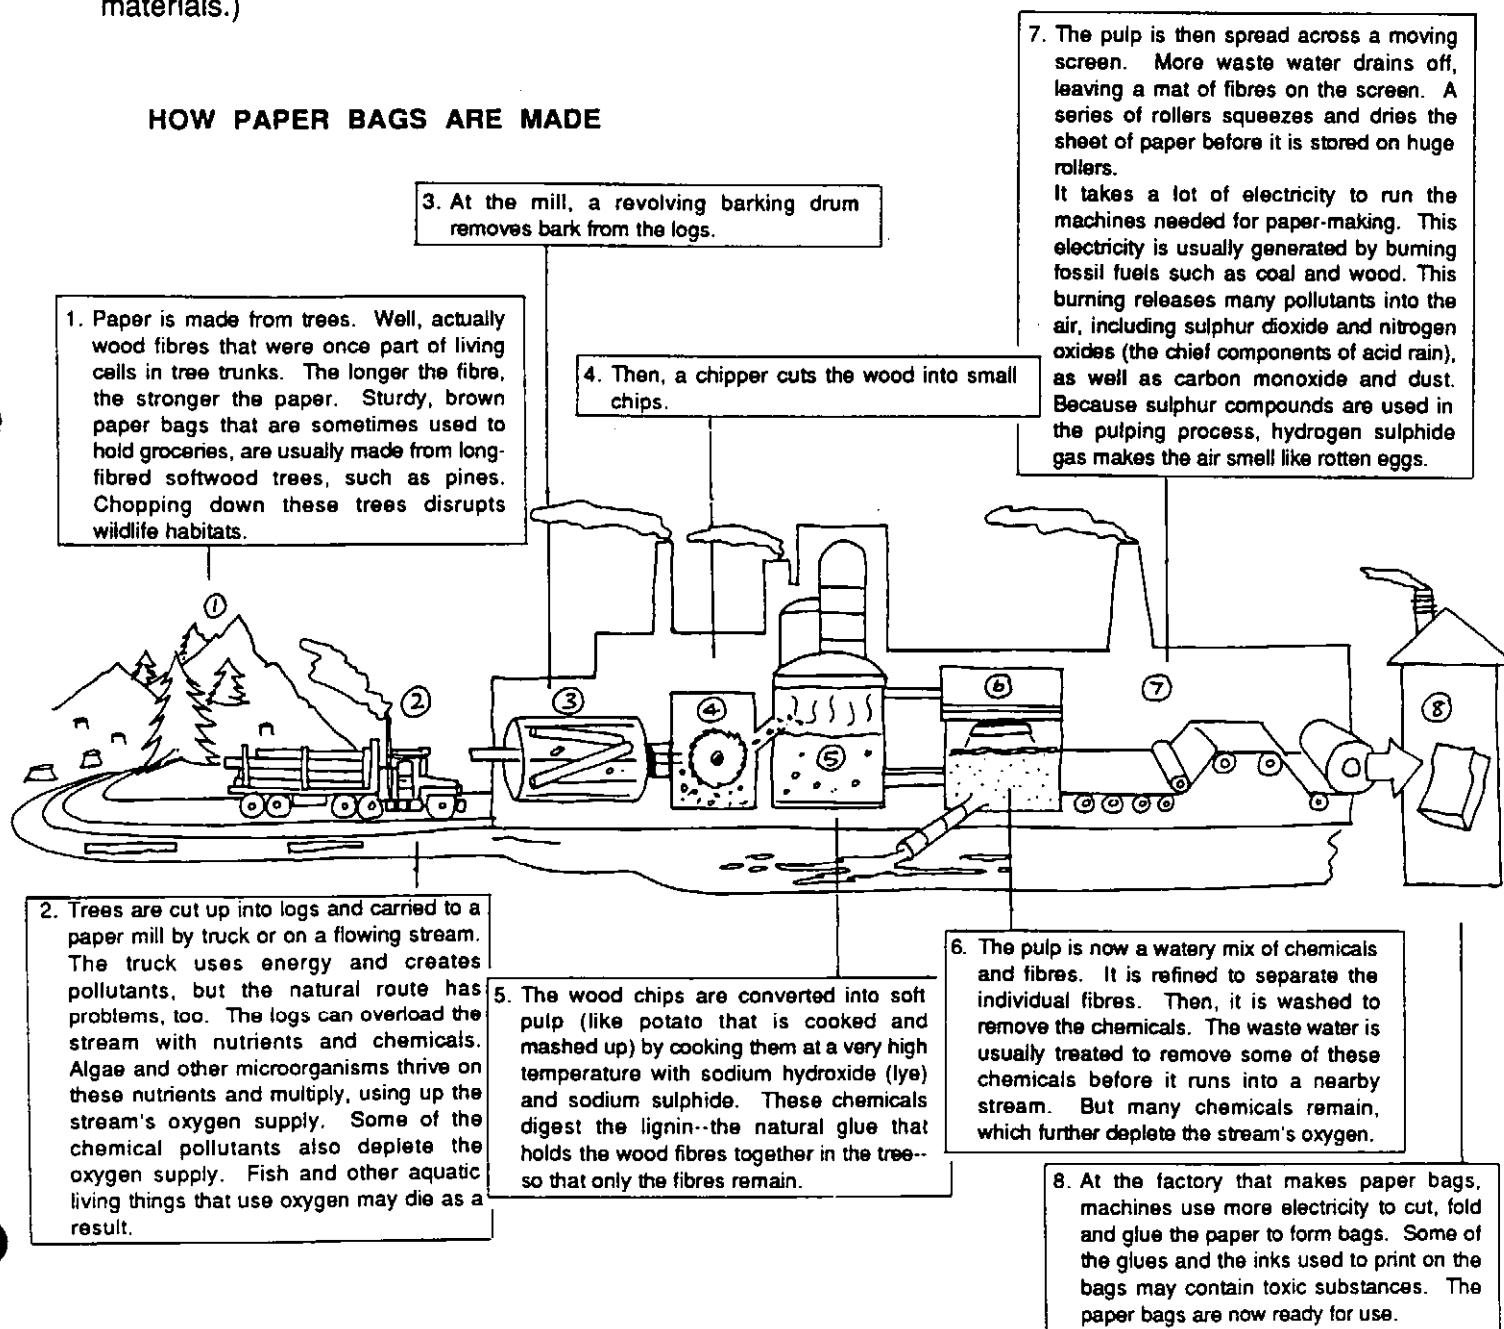 materials.)
HOW PAPER BAGS ARE MADE
1. Paper is made from trees. Well, actually
wood fibres that were once part of living
cells in tree trunks. The longer the fibre,
the stronger the paper. Sturdy, brown
paper bags that are sometimes used to
hold groceries, are usually made from long-
fibred softwood trees, such as pines.
Chopping down these trees disrupts
wildlife habitats.
2. Trees are cut up into logs and carried to a
paper mill by truck or on a flowing stream.
The truck uses energy and creates
pollutants, but the natural route has
problems, too. The logs can overload the
stream with nutrients and chemicals.
Algae and other microorganisms thrive on
these nutrients and multiply, using up the
stream's oxygen supply. Some of the
chemical pollutants also deplete the
oxygen supply. Fish and other aquatic
living things that use oxygen may die as a
result.
3. At the mill, a revolving barking drum
removes bark from the logs.
4. Then, a chipper cuts the wood into small
chips.
5. The wood chips are converted into soft
pulp (like potato that is cooked and
mashed up) by cooking them at a very high
temperature with sodium hydroxide (lye)
and sodium sulphide. These chemicals
digest the lignin--the natural glue that
holds the wood fibres together in the tree--
so that only the fibres remain.
6. The pulp is now a watery mix of chemicals
and fibres. It is refined to separate the
individual fibres. Then, it is washed to
remove the chemicals. The waste water is
usually treated to remove some of these
chemicals before it runs into a nearby
stream. But many chemicals remain,
which further deplete the stream's oxygen.
7. The pulp is then spread across a moving
screen. More waste water drains off,
leaving a mat of fibres on the screen. A
series of rollers squeezes and dries the
sheet of paper before it is stored on huge
rollers.
It takes a lot of electricity to run the
machines needed for paper-making. This
electricity is usually generated by burning
fossil fuels such as coal and wood. This
burning releases many pollutants into the
air, including sulphur dioxide and nitrogen
oxides (the chief components of acid rain),
as well as carbon monoxide and dust.
Because sulphur compounds are used in
the pulping process, hydrogen sulphide
gas makes the air smell like rotten eggs.
8. At the factory that makes paper bags,
machines use more electricity to cut, fold
and glue the paper to form bags. Some of
the glues and the inks used to print on the
bags may contain toxic substances. The
paper bags are now ready for use.
1
2
3
4
5
6
7
8